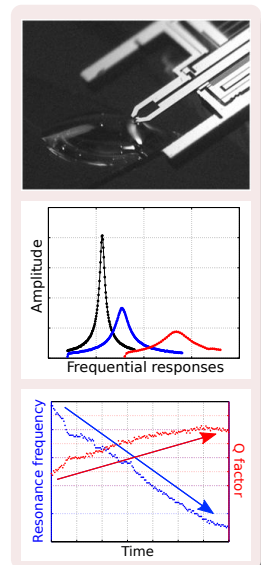 Amplitude
Frequential responses
Resonance frequency
Q factor
Time